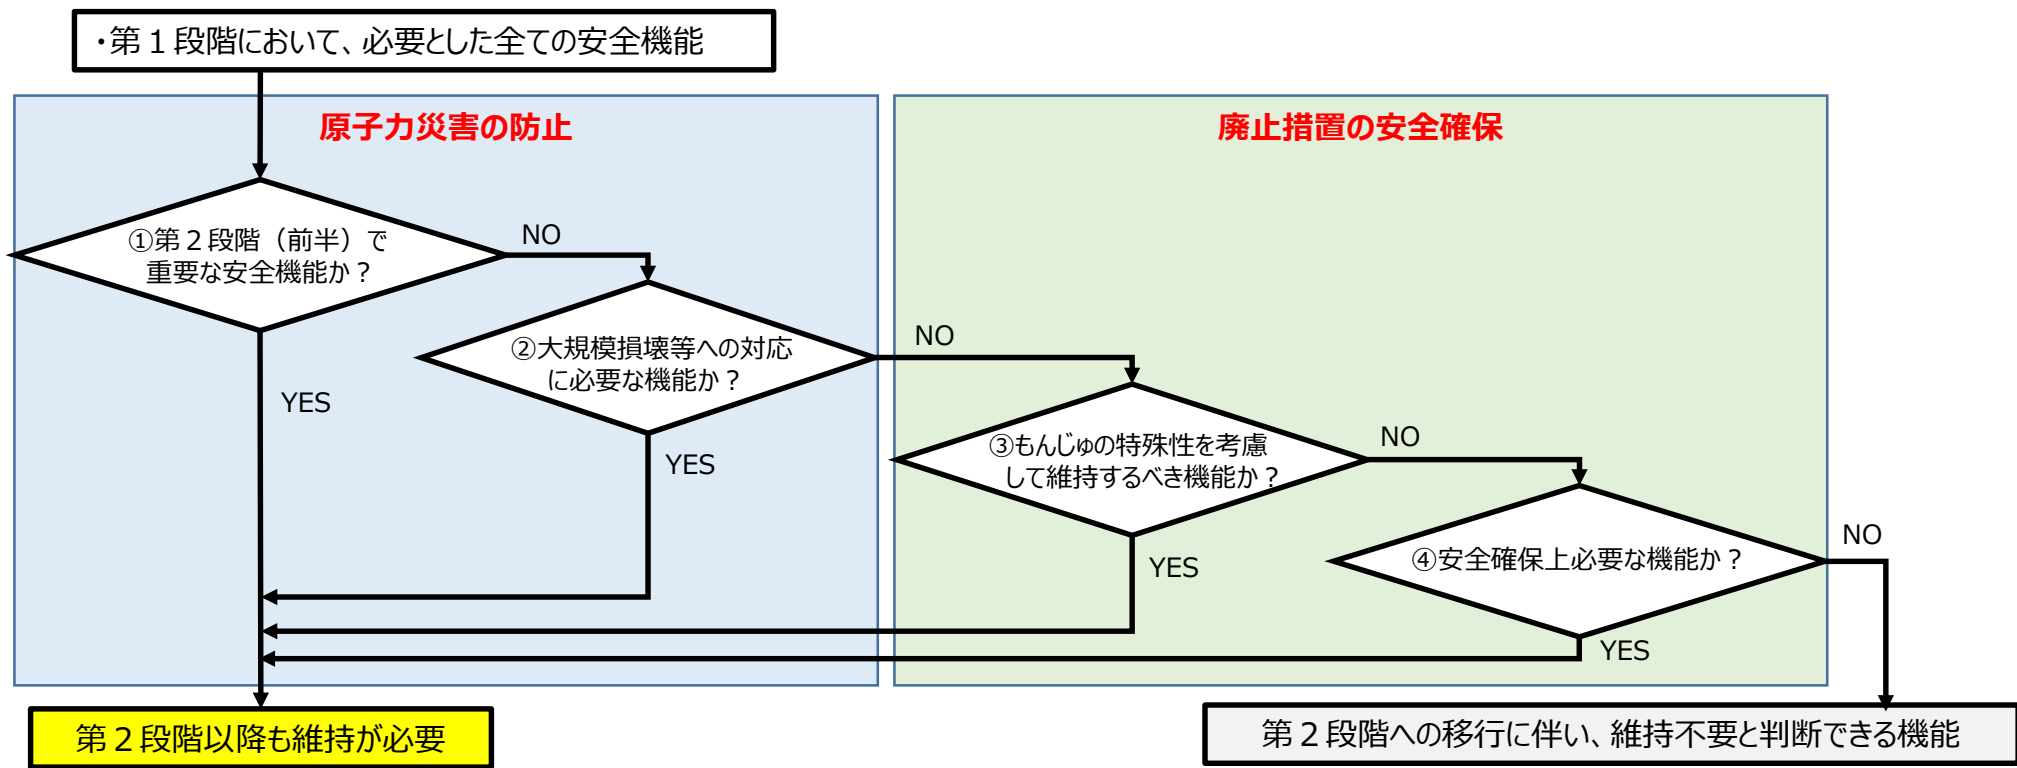 ・第１段階において、必要とした全ての安全機能
原子力災害の防止
廃止措置の安全確保
①第２段階（前半）で
重要な安全機能か？
NO
YES
②大規模損壊等への対応
に必要な機能か？
NO
YES
③もんじゅの特殊性を考慮
して維持するべき機能か？
NO
YES
④安全確保上必要な機能か？
NO
YES
第２段階以降も維持が必要
第２段階への移行に伴い、維持不要と判断できる機能